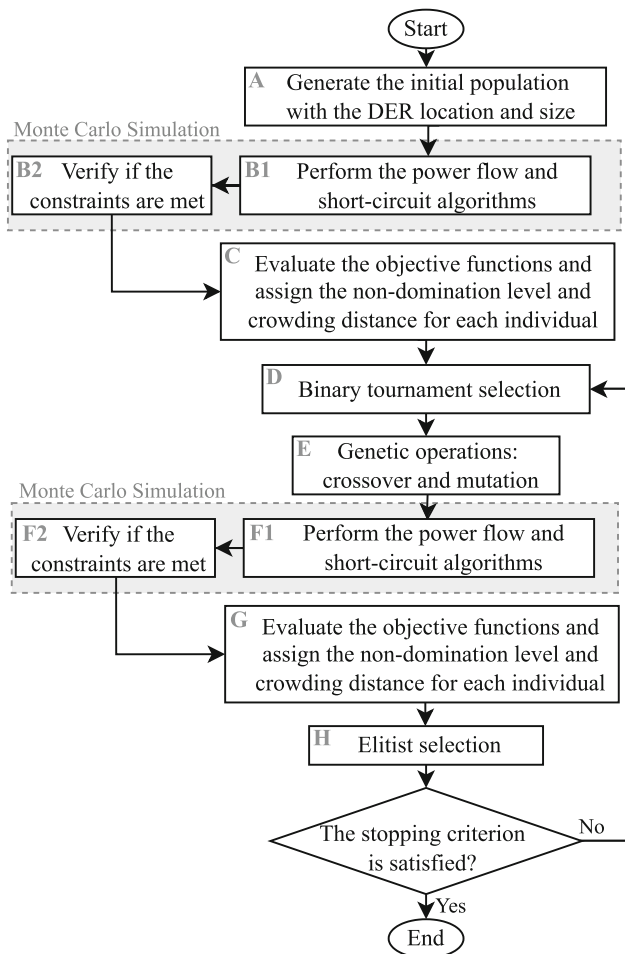 Start
A
Generate the initial population
with the DER location and size
Monte Carlo Simulation
B2
Verify if the
constraints are met
B1
Perform the power flow and
short-circuit algorithms
C
Evaluate the objective functions and
assign the non-domination level and
crowding distance for each individual
D
Binary tournament selection
E
Genetic operations:
crossover and mutation
Monte Carlo Simulation
F2
Verify if the
constraints are met
F1
Perform the power flow and
short-circuit algorithms
G
Evaluate the objective functions and
assign the non-domination level and
crowding distance for each individual
H
Elitist selection
The stopping criterion
is satisfied?
No
Yes
End